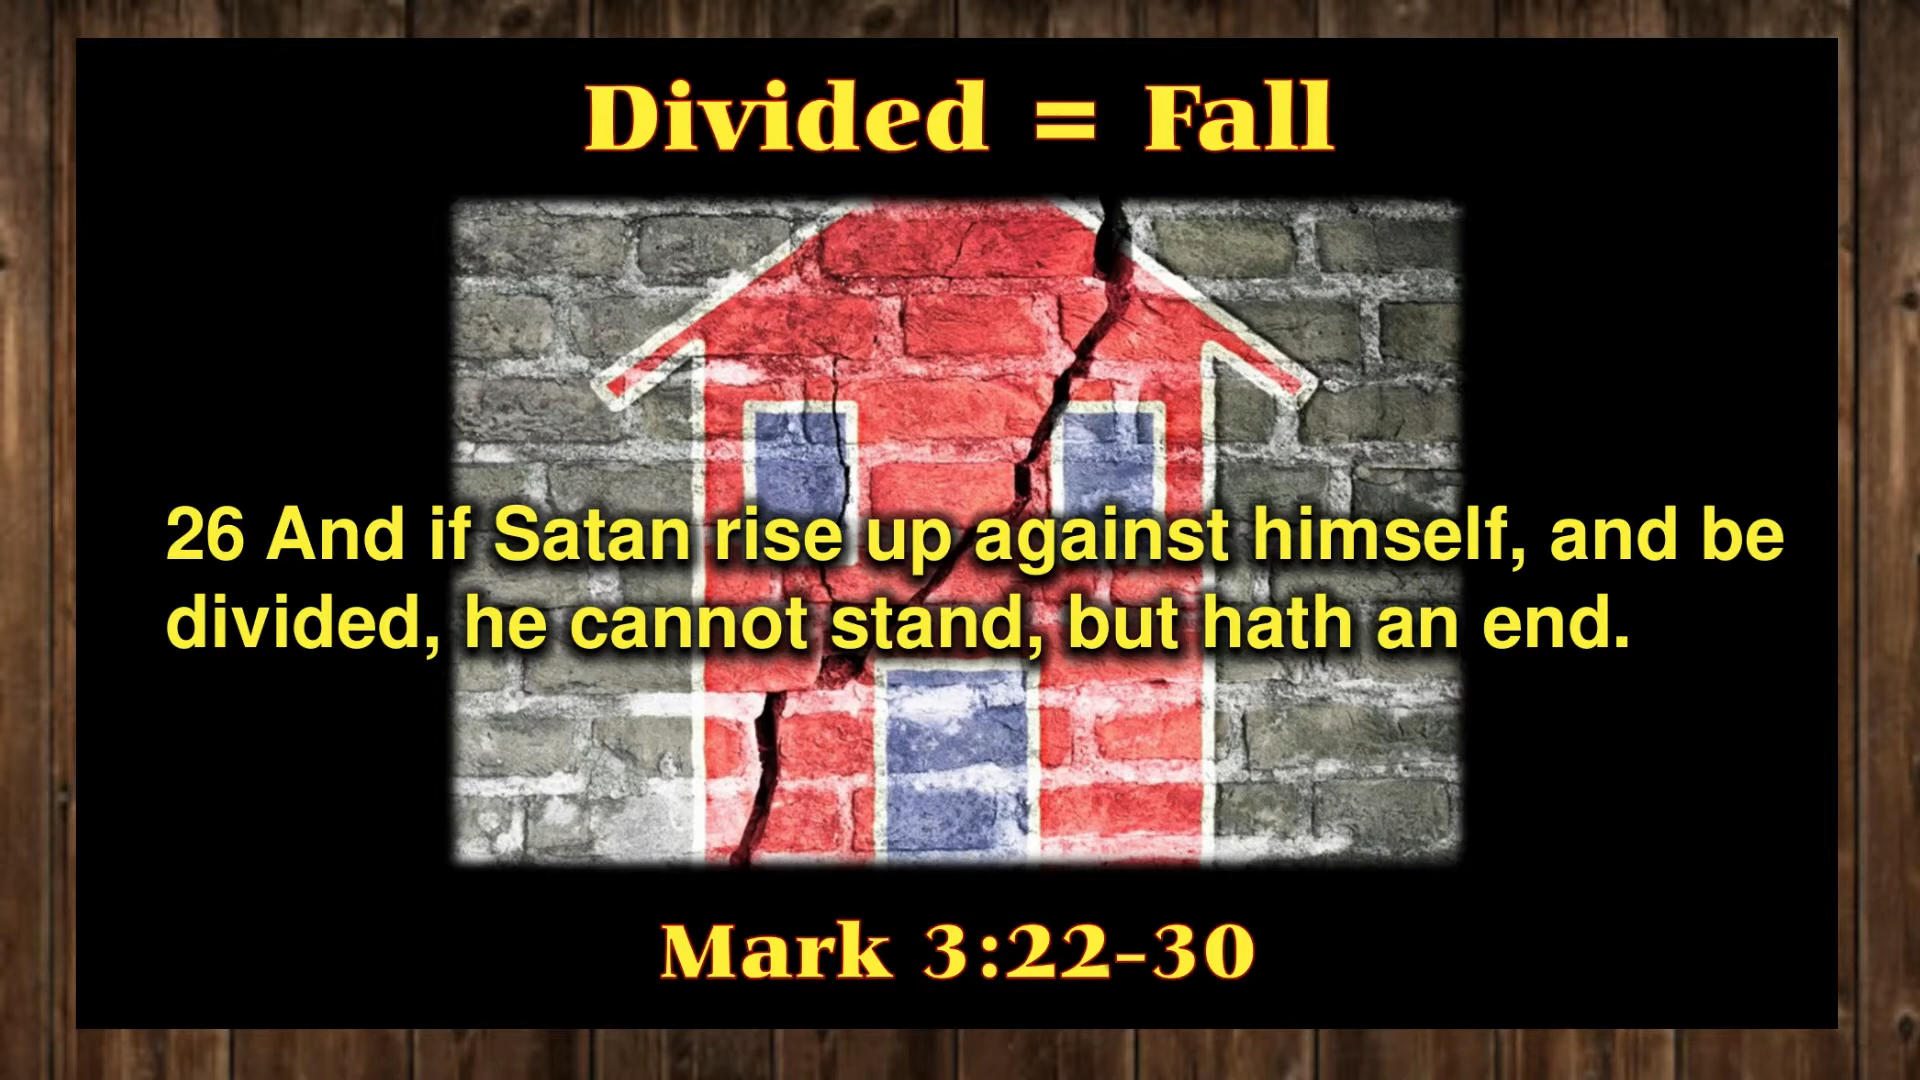 Divided = Fall
26 And if Satan rise up against himself, and be
divided, he cannot stand, but hath an end.
Mark 3:22-30